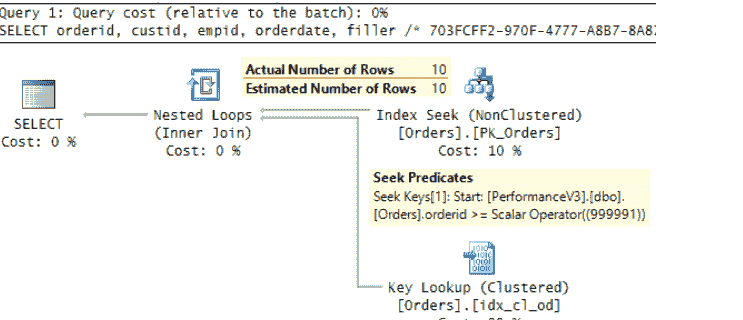 Query 1: Query cost (relative to the batch): 0%
SELECT orderid, custid, empid, orderdate, filler /* 703FCFF2-970F-4777-A8B7-8A87
Actual Number of Rows 10
Estimated Number of Rows 10
SELECT
Cost: 0 %
Nested Loops
(Inner Join)
Cost: 0 %
Index Seek (NonClustered)
[Orders].[PK_Orders]
Cost: 10 %
Seek Predicates
Seek Keys[1]: Start: [PerformanceV3].[dbo].
[Orders].orderid >= Scalar Operator((999991))
Key Lookup (Clustered)
[Orders].[idx_cl_od]